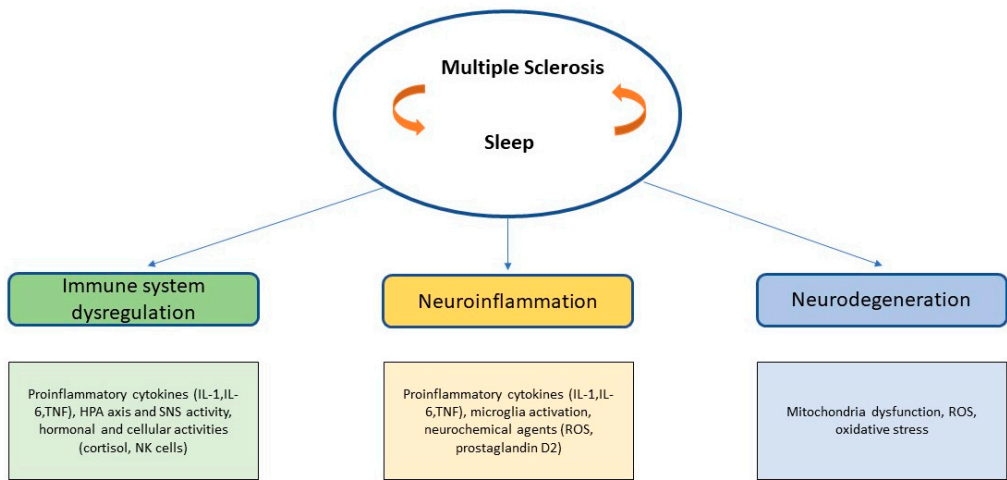 Multiple Sclerosis
Sleep
Immune system
dysregulation
Neuroinflammation
Neurodegeneration
Proinflammatory cytokines (IL-1,IL-
6,TNF), HPA axis and SNS activity,
hormonal and cellular activities
(cortisol, NK cells)
Proinflammatory cytokines (IL-1,IL-
6,TNF), microglia activation,
neurochemical agents (ROS,
prostaglandin D2)
Mitochondria dysfunction, ROS,
oxidative stress